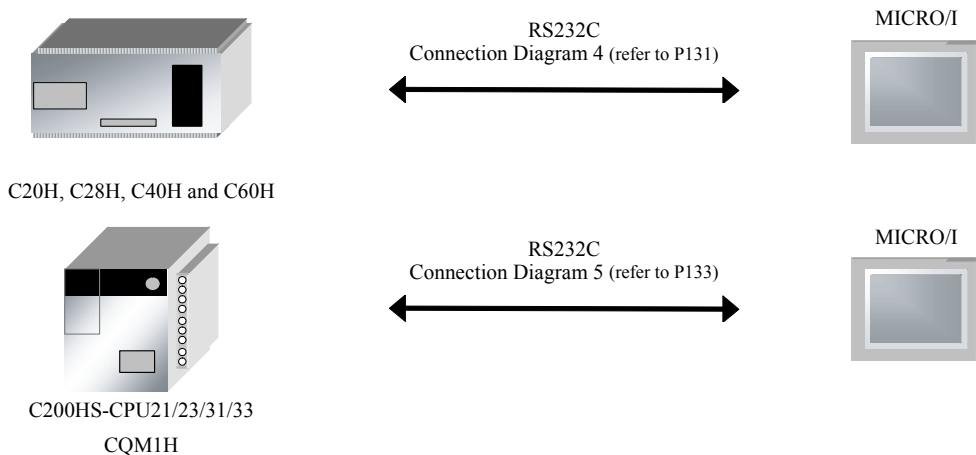 RS232C
Connection Diagram 4 (refer to P131)
MICRO/I
C20H, C28H, C40H and C60H
RS232C
Connection Diagram 5 (refer to P133)
MICRO/I
C200HS-CPU21/23/31/33
CQM1H